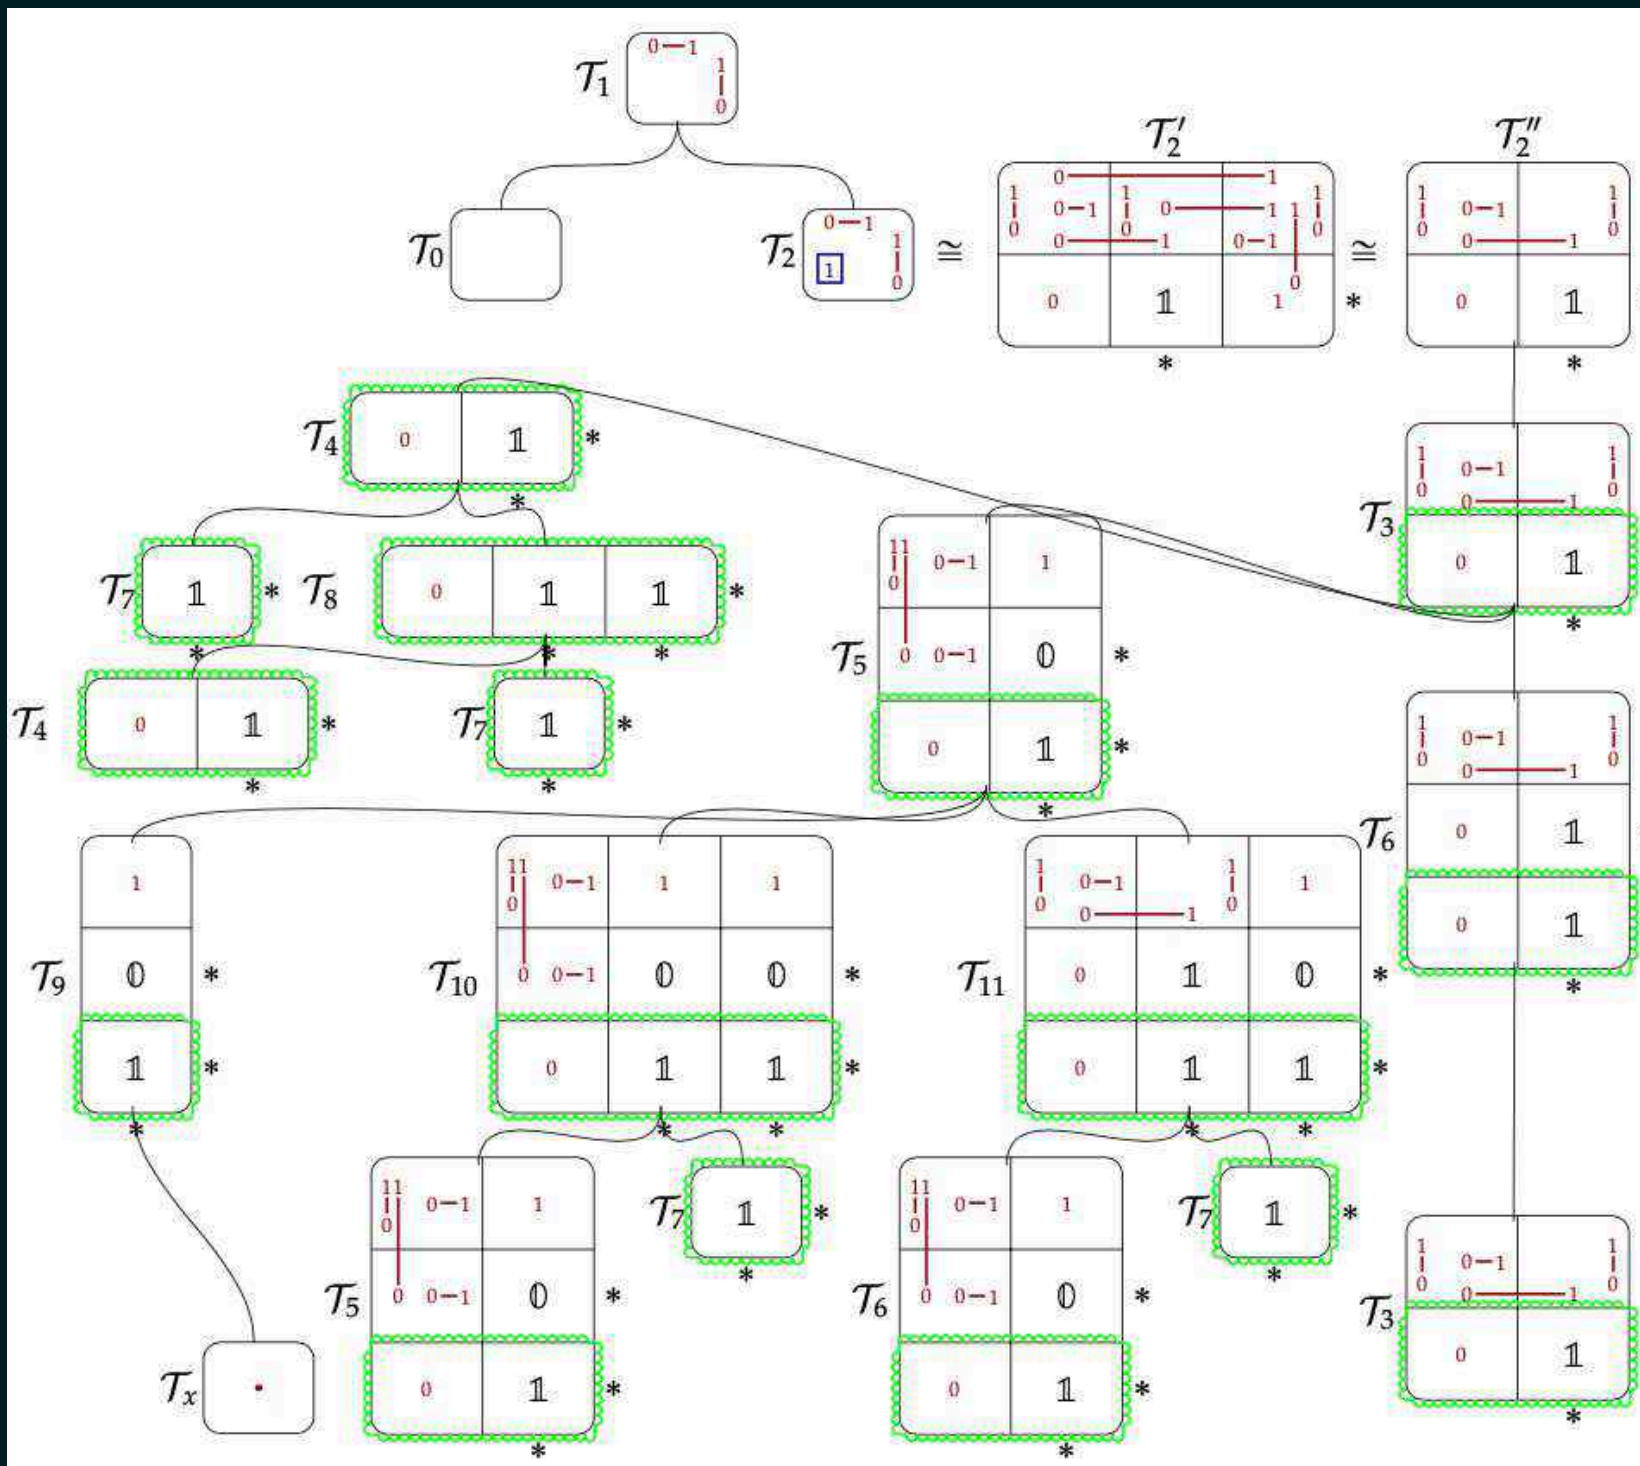 0 1
1
0
𝒯1
𝒯0
𝒯2
0 1
1
1
0
≅
𝒯2′
0 1
1 0 1 1 0 1 1 1
0 0 0
0 1 0 1
0
0 𝟙 1 *
*
≅
𝒯2′′
1 0 1 1
0 0 1 0
0 𝟙
*
𝒯4
0 𝟙 *
*
𝒯3
1 0 1 1
0 0 1 0
0 𝟙
*
𝒯7
𝟙 *
*
𝒯8
0 𝟙 𝟙 *
* *
𝒯5
11 0 1 1
0
0 0 1 𝟘 *
0 𝟙 *
*
𝒯4
0 𝟙 *
*
𝒯7
𝟙 *
*
𝒯6
1 0 1 1
0 0 1 0
0 𝟙
0 𝟙
*
𝒯9
1
𝟘 *
𝟙 *
*
𝒯10
11 0 1 1 1
0
0 0 1 𝟘 𝟘 *
0 𝟙 𝟙 *
* *
𝒯11
1 0 1 1 1
0 0 1 0
0 𝟙 𝟘 *
0 𝟙 𝟙 *
* *
𝒯x
𝒯5
11 0 1 1
0
0 0 1 𝟘 *
0 𝟙 *
*
𝒯7
𝟙 *
*
𝒯6
11 0 1 1
0
0 0 1 𝟘 *
0 𝟙 *
*
𝒯7
𝟙 *
*
𝒯3
1 0 1 1
0 0 1 0
0 𝟙
*